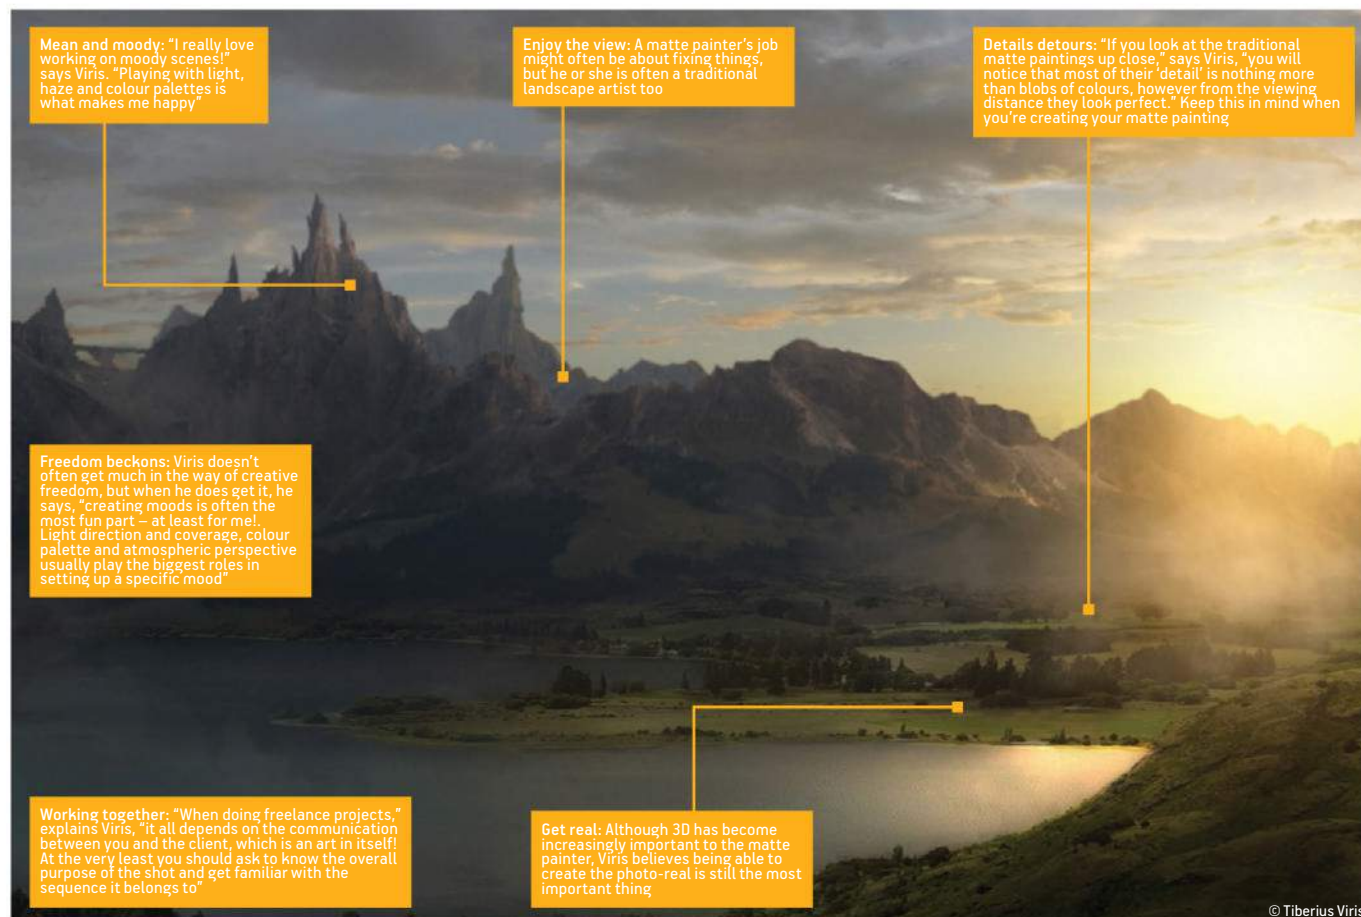 Mean and moody: “I really love
working on moody scenes!”
says Viris. “Playing with light,
haze and colour palettes is
what makes me happy”
Enjoy the view: A matte painter’s job
might often be about fixing things,
but he or she is often a traditional
landscape artist too
Details detours: “If you look at the traditional
matte paintings up close,” says Viris, “you will
notice that most of their ‘detail’ is nothing more
than blobs of colours, however from the viewing
distance they look perfect.” Keep this in mind when
you’re creating your matte painting
Freedom beckons: Viris doesn’t
often get much in the way of creative
freedom, but when he does get it, he
says, “creating moods is often the
most fun part – at least for me!.
Light direction and coverage, colour
palette and atmospheric perspective
usually play the biggest roles in
setting up a specific mood”
Working together: “When doing freelance projects,”
explains Viris, “it all depends on the communication
between you and the client, which is an art in itself!
At the very least you should ask to know the overall
purpose of the shot and get familiar with the
sequence it belongs to”
Get real: Although 3D has become
increasingly important to the matte
painter, Viris believes being able to
create the photo-real is still the most
important thing
© Tiberius Viris